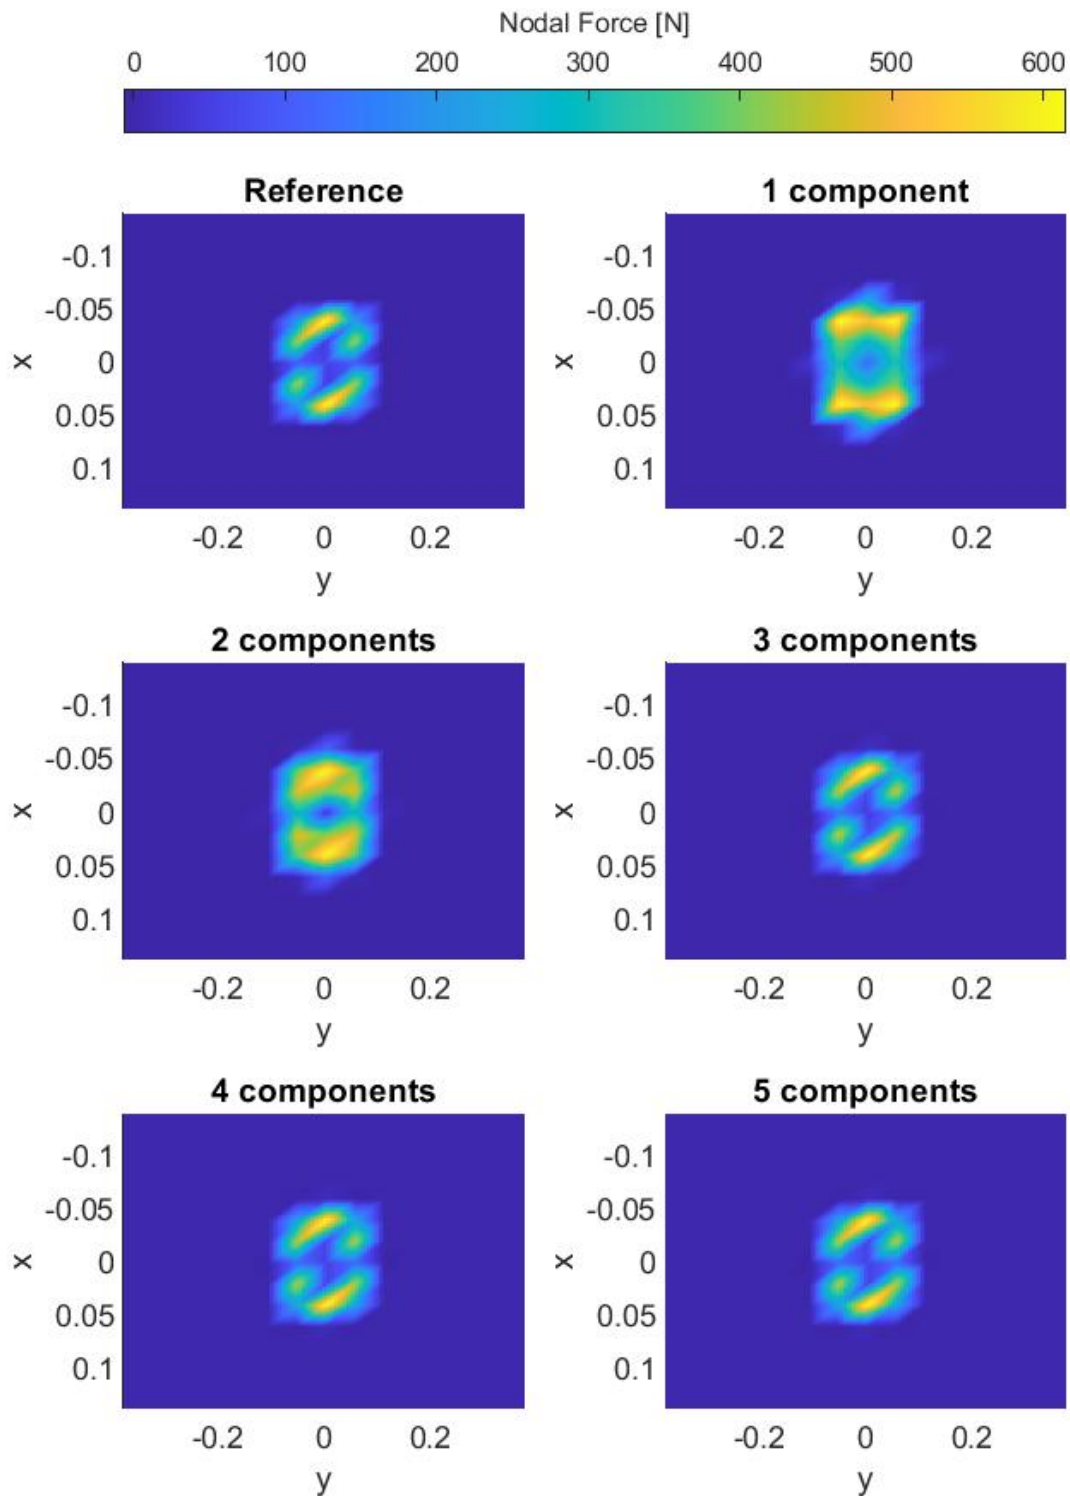 Nodal Force [N]
0 100 200 300 400 500 600
Reference
-0.1
-0.05
0
0.05
0.1
x
-0.2 0 0.2
y
1 component
-0.1
-0.05
0
0.05
0.1
x
-0.2 0 0.2
y
2 components
-0.1
-0.05
0
0.05
0.1
x
-0.2 0 0.2
y
3 components
-0.1
-0.05
0
0.05
0.1
x
-0.2 0 0.2
y
4 components
-0.1
-0.05
0
0.05
0.1
x
-0.2 0 0.2
y
5 components
-0.1
-0.05
0
0.05
0.1
x
-0.2 0 0.2
y